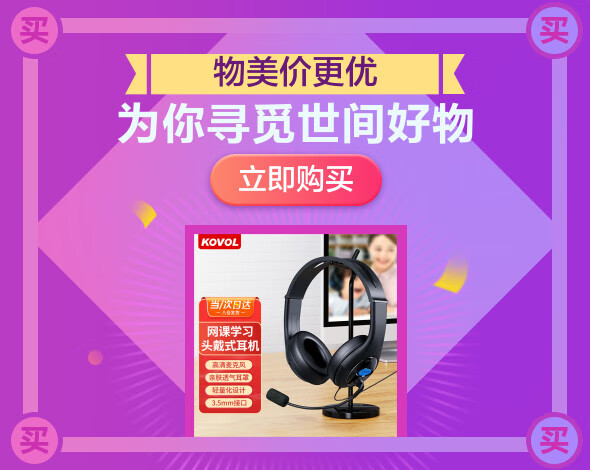 买
买
物美价更优
为你寻觅世间好物
立即购买
KOVOL
当/次日达
网课学习
头戴式耳机
高清麦克风
亲肤透气耳罩
轻量化设计
3.5mm接口
买
买